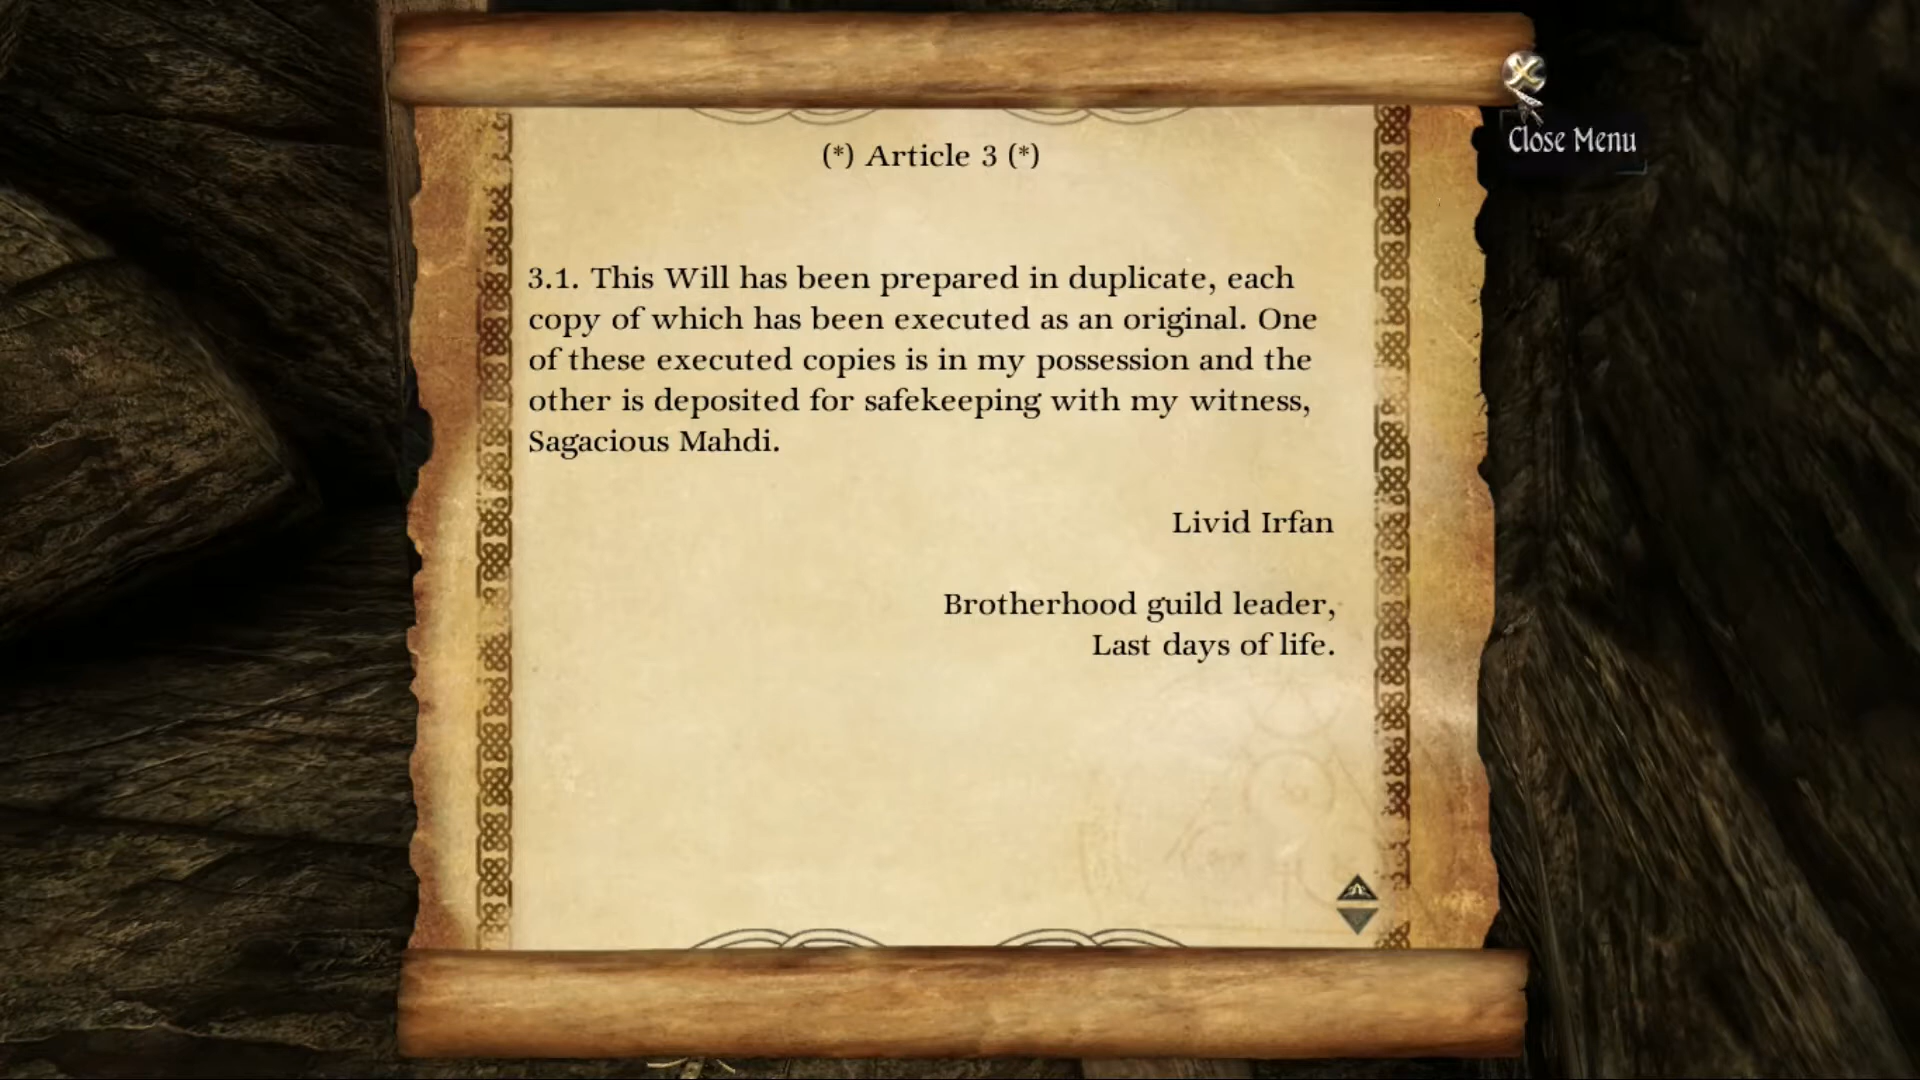 (*) Article 3 (*)
Close Menu
3.1. This Will has been prepared in duplicate, each
copy of which has been executed as an original. One
of these executed copies is in my possession and the
other is deposited for safekeeping with my witness,
Sagacious Mahdi.
Livid Irfan
Brotherhood guild leader,
Last days of life.